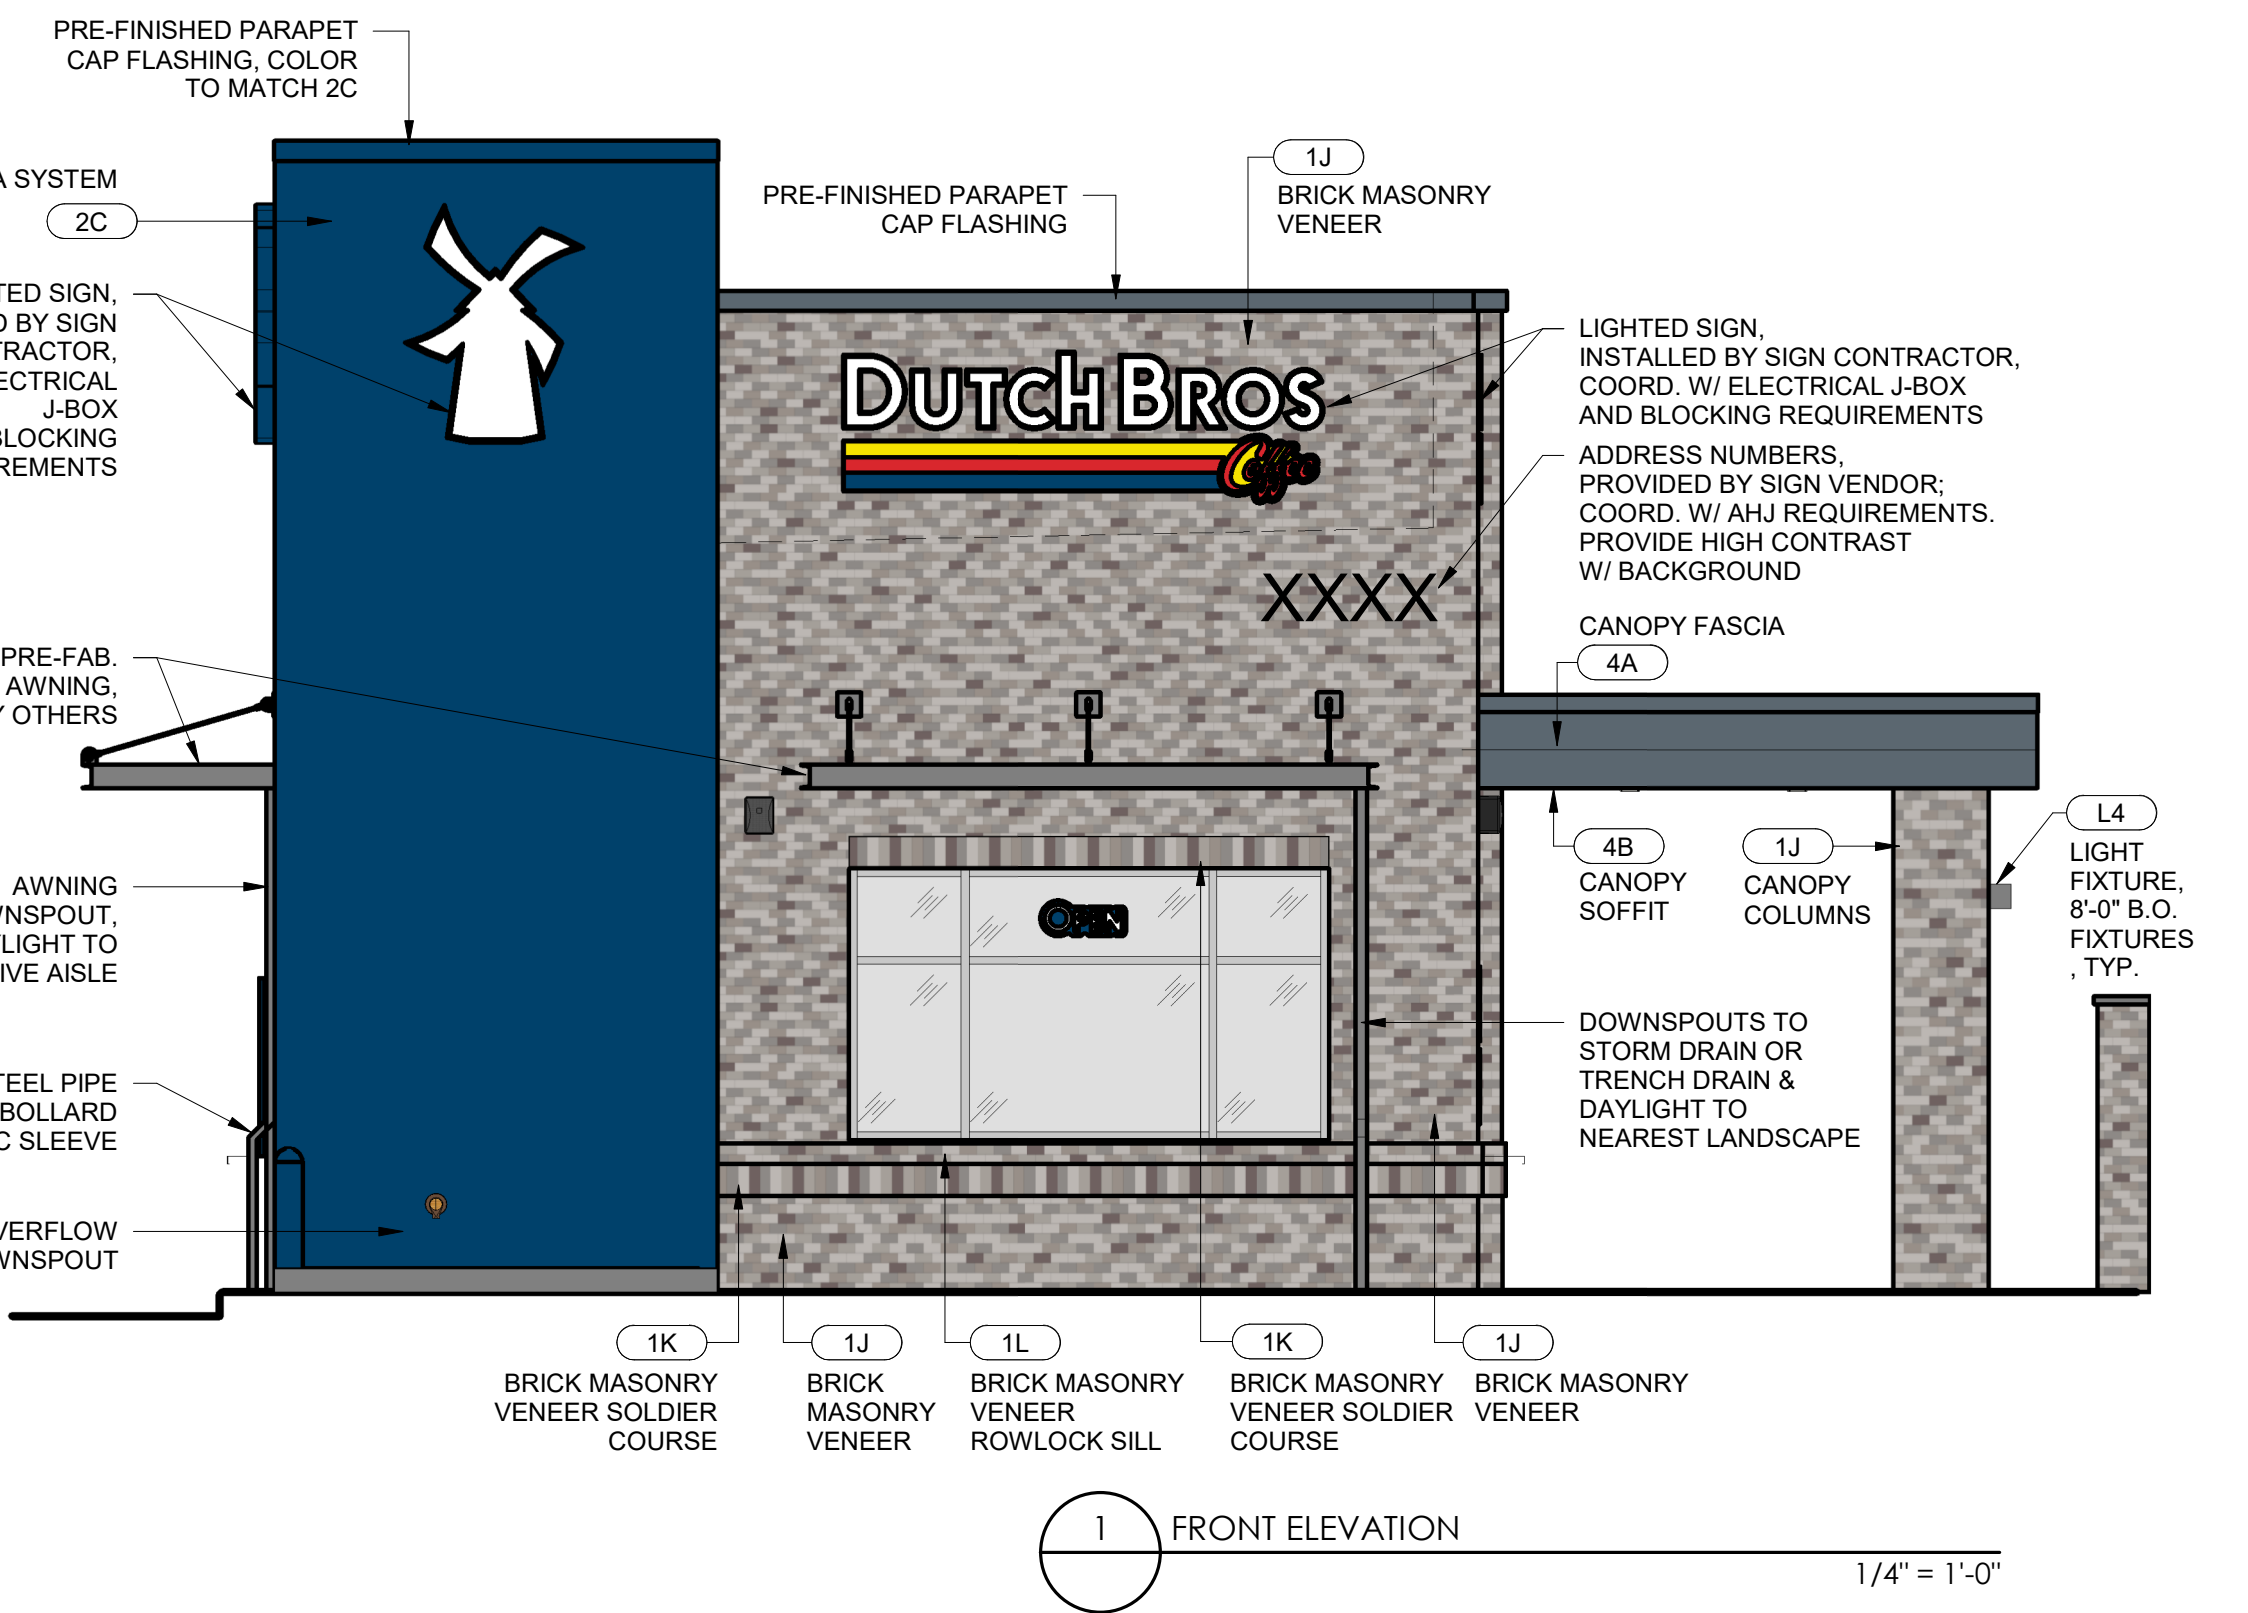 PRE-FINISHED PARAPET
CAP FLASHING, COLOR
TO MATCH 2C
A SYSTEM
2C
TED SIGN,
D BY SIGN
TRACTOR,
ECTRICAL
J-BOX
BLOCKING
REMENTS
PRE-FAB.
AWNING,
Y OTHERS
AWNING
WNSPOUT,
YLIGHT TO
IVE AISLE
TEEL PIPE
BOLLARD
C SLEEVE
VERFLOW
WNSPOUT
PRE-FINISHED PARAPET
CAP FLASHING
1J
BRICK MASONRY
VENEER
DUTCH BROS
Coffee
XXXX
OPEN
LIGHTED SIGN,
INSTALLED BY SIGN CONTRACTOR,
COORD. W/ ELECTRICAL J-BOX
AND BLOCKING REQUIREMENTS
ADDRESS NUMBERS,
PROVIDED BY SIGN VENDOR;
COORD. W/ AHJ REQUIREMENTS.
PROVIDE HIGH CONTRAST
W/ BACKGROUND
CANOPY FASCIA
4A
4B
CANOPY
SOFFIT
1J
CANOPY
COLUMNS
L4
LIGHT
FIXTURE,
8'-0" B.O.
FIXTURES
, TYP.
DOWNSPOUTS TO
STORM DRAIN OR
TRENCH DRAIN &
DAYLIGHT TO
NEAREST LANDSCAPE
1K
BRICK MASONRY
VENEER SOLDIER
COURSE
1J
BRICK
MASONRY
VENEER
1L
BRICK MASONRY
VENEER
ROWLOCK SILL
1K
BRICK MASONRY
VENEER SOLDIER
COURSE
1J
BRICK MASONRY
VENEER
1
FRONT ELEVATION
1/4" = 1'-0"